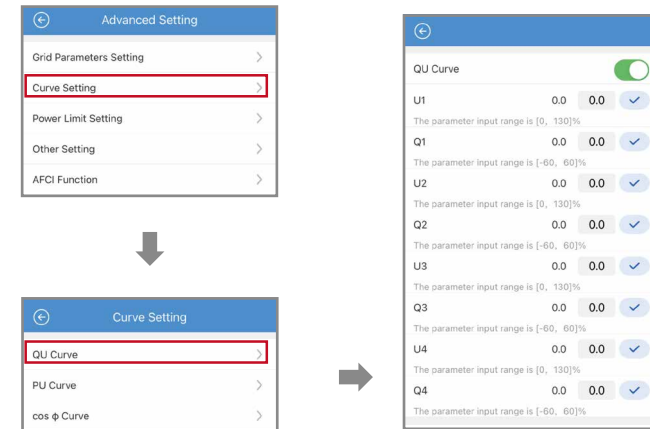 Advanced Setting
Grid Parameters Setting
Curve Setting
Power Limit Setting
Other Setting
AFCI Function
Curve Setting
QU Curve
PU Curve
cos ϕ Curve
QU Curve
U1 0.0 0.0
The parameter input range is [0, 130]%
Q1 0.0 0.0
The parameter input range is [-60, 60]%
U2 0.0 0.0
The parameter input range is [0, 130]%
Q2 0.0 0.0
The parameter input range is [-60, 60]%
U3 0.0 0.0
The parameter input range is [0, 130]%
Q3 0.0 0.0
The parameter input range is [-60, 60]%
U4 0.0 0.0
The parameter input range is [0, 130]%
Q4 0.0 0.0
The parameter input range is [-60, 60]%